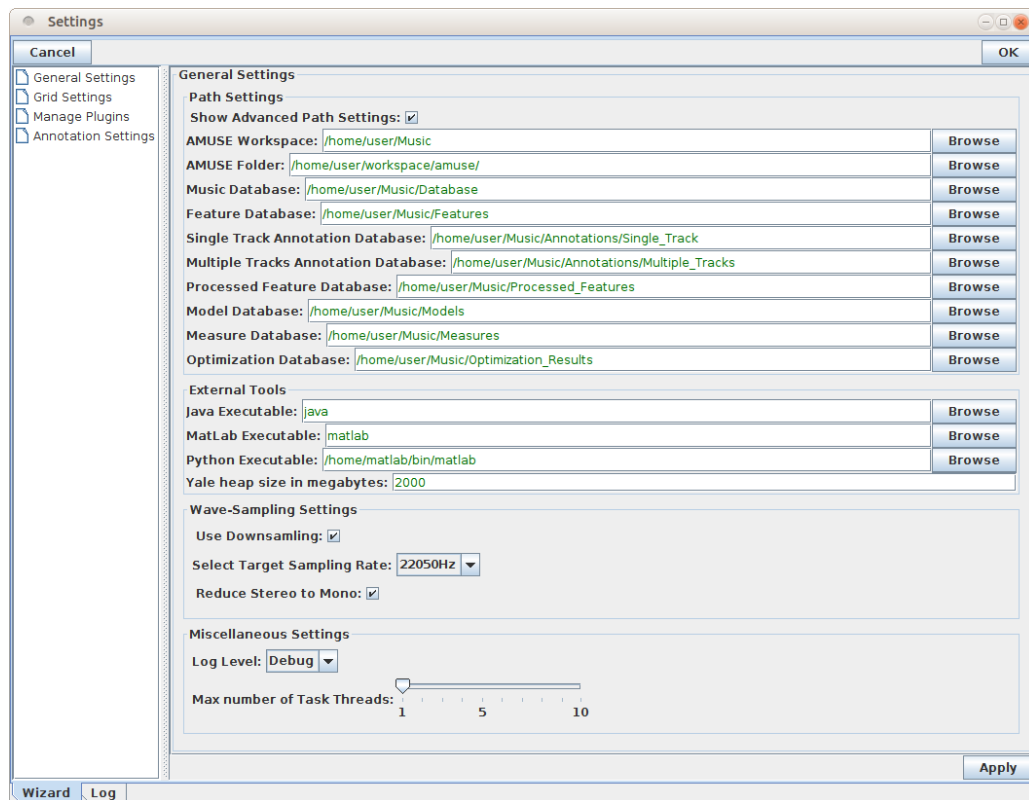 Settings
Cancel
OK
General Settings
Grid Settings
Manage Plugins
Annotation Settings
General Settings
Path Settings
Show Advanced Path Settings:
AMUSE Workspace: /home/user/Music Browse
AMUSE Folder: /home/user/workspace/amuse/ Browse
Music Database: /home/user/Music/Database Browse
Feature Database: /home/user/Music/Features Browse
Single Track Annotation Database: /home/user/Music/Annotations/Single_Track Browse
Multiple Tracks Annotation Database: /home/user/Music/Annotations/Multiple_Tracks Browse
Processed Feature Database: /home/user/Music/Processed_Features Browse
Model Database: /home/user/Music/Models Browse
Measure Database: /home/user/Music/Measures Browse
Optimization Database: /home/user/Music/Optimization_Results Browse
External Tools
Java Executable: java Browse
MatLab Executable: matlab Browse
Python Executable: /home/matlab/bin/matlab Browse
Yale heap size in megabytes: 2000
Wave-Sampling Settings
Use Downsamling:
Select Target Sampling Rate: 22050Hz
Reduce Stereo to Mono:
Miscellaneous Settings
Log Level: Debug
Max number of Task Threads:
1 5 10
Apply
Wizard Log